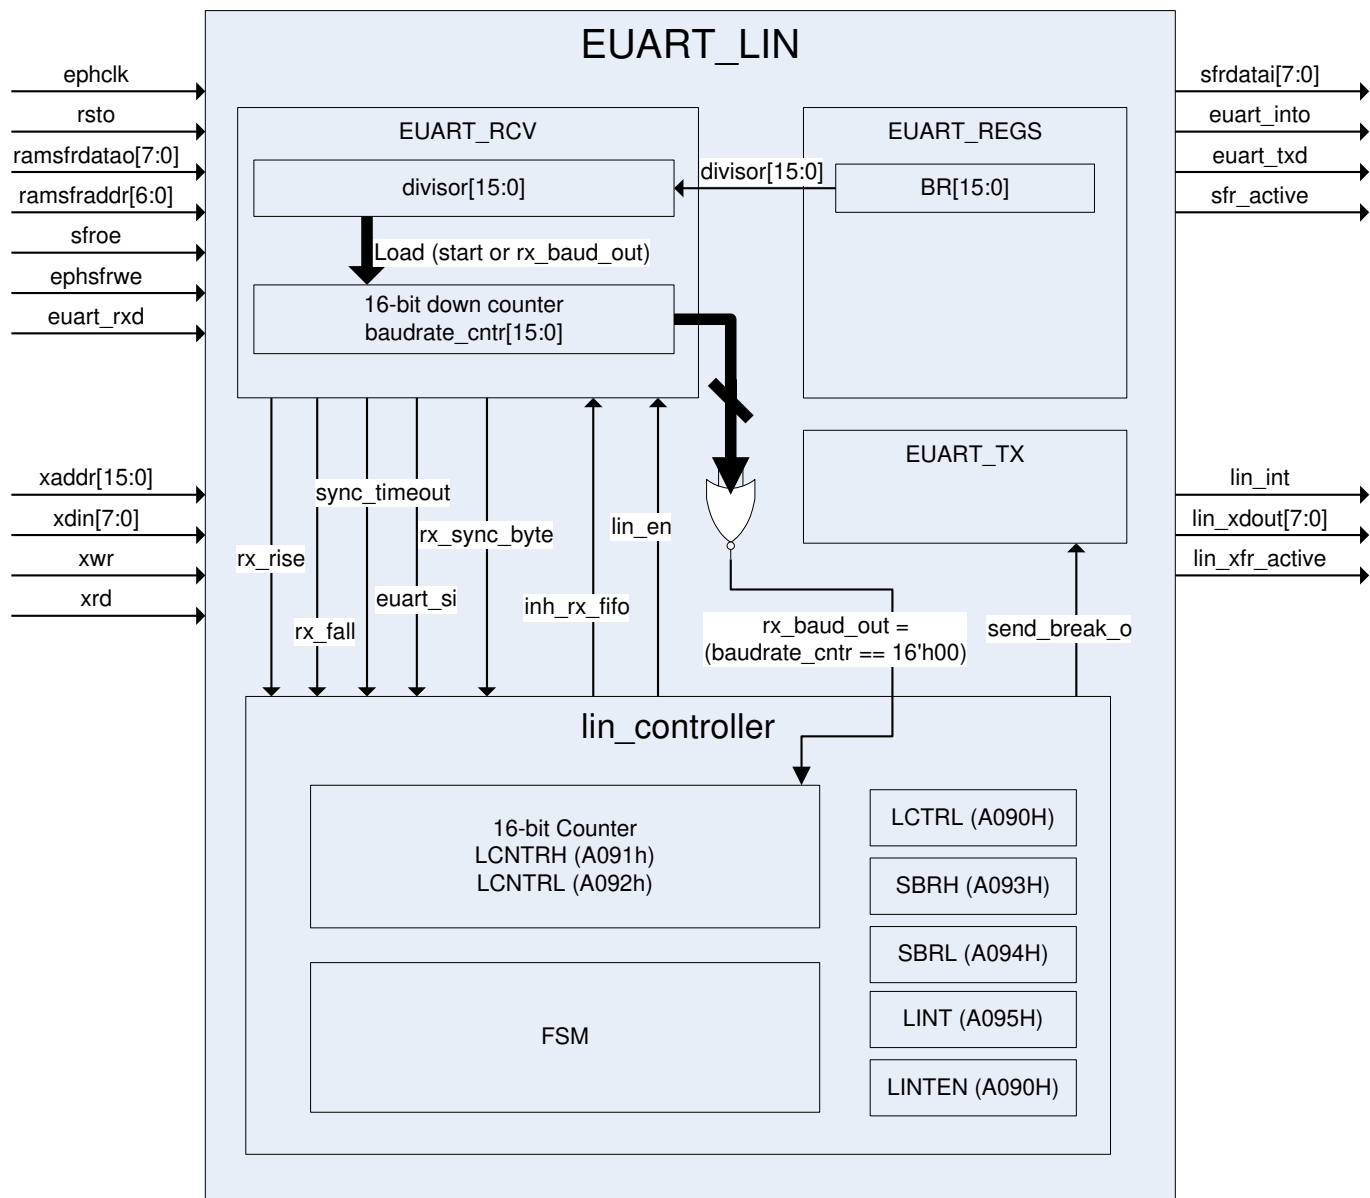 EUART_LIN
ephclk
rsto
ramsfrdatao[7:0]
ramsfraddr[6:0]
sfroe
ephsfrwe
euart_rxd
xaddr[15:0]
xdin[7:0]
xwr
xrd
EUART_RCV
divisor[15:0]
Load (start or rx_baud_out)
16-bit down counter
baudrate_cntr[15:0]
divisor[15:0]
EUART_REGS
BR[15:0]
EUART_TX
sfrdatai[7:0]
euart_into
euart_txd
sfr_active
lin_int
lin_xdout[7:0]
lin_xfr_active
rx_rise
rx_fall
sync_timeout
euart_si
rx_sync_byte
inh_rx_fifo
lin_en
rx_baud_out =
(baudrate_cntr == 16'h00)
send_break_o
lin_controller
16-bit Counter
LCNTRH (A091h)
LCNTRL (A092h)
FSM
LCTRL (A090H)
SBRH (A093H)
SBRL (A094H)
LINT (A095H)
LINTEN (A090H)